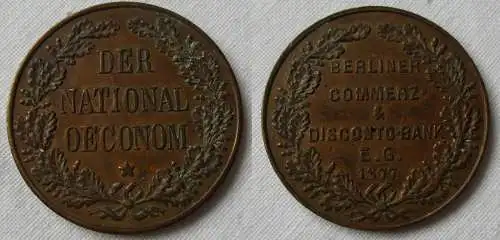 DER
NATIONAL
OECONOM
BERLINER
COMMERZ
&
DISCONTO-BANK
E.G.
1877